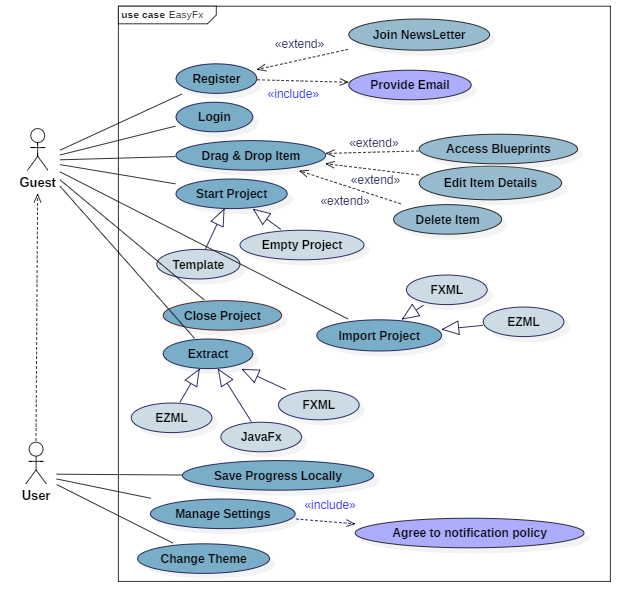 use case EasyFx
Join NewsLetter
«extend»
Register
Provide Email
«include»
Login
Guest
Drag & Drop Item
«extend»
Access Blueprints
Start Project
«extend»
Edit Item Details
«extend»
Delete Item
Template
Empty Project
FXML
EZML
Close Project
Import Project
Extract
EZML
JavaFx
FXML
User
Save Progress Locally
Manage Settings
«include»
Agree to notification policy
Change Theme